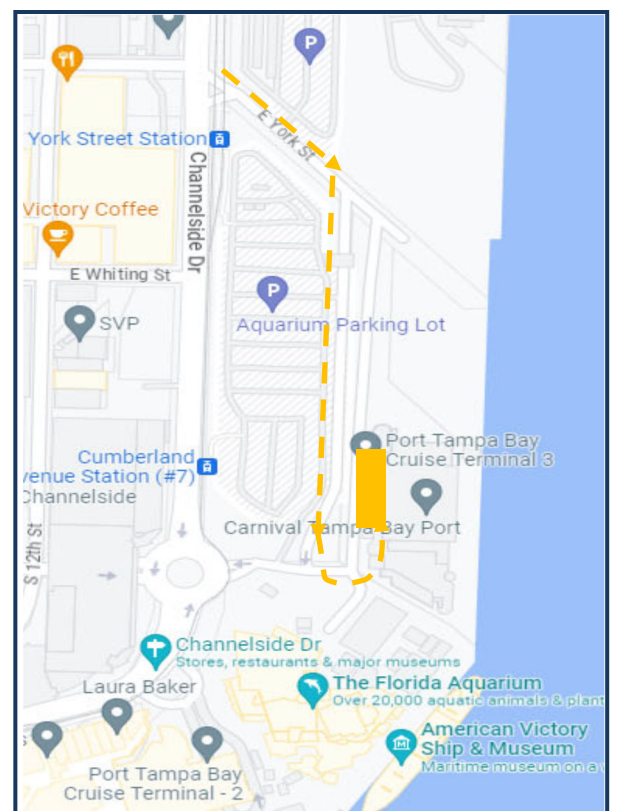 P
E York St
York Street Station
Channelside Dr
Victory Coffee
E Whiting St
P
SVP
Aquarium Parking Lot
Port Tampa Bay
Cruise Terminal 3
Cumberland
venue Station (#7)
Channelside
Carnival Tampa Bay Port
S 12th St
Channelside Dr
Stores, restaurants & major museums
Laura Baker
The Florida Aquarium
Over 20,000 aquatic animals & plant
American Victory
Ship & Museum
Maritime museum on a
Port Tampa Bay
Cruise Terminal - 2